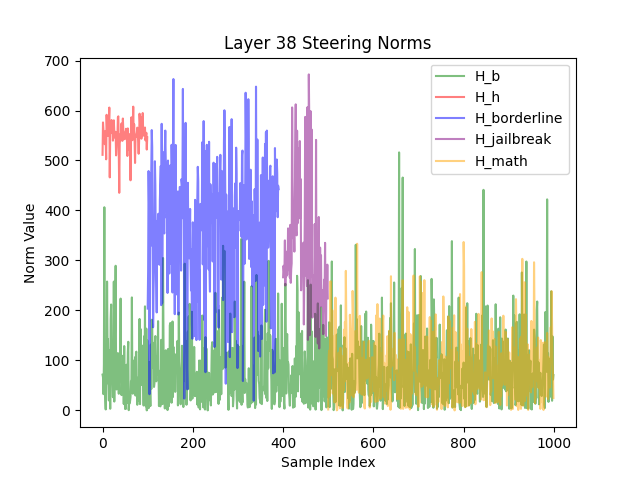 Layer 38 Steering Norms
700
600
500
400
300
200
100
0
Norm Value
H_b
H_h
H_borderline
H_jailbreak
H_math
0
200
400
600
800
1000
Sample Index